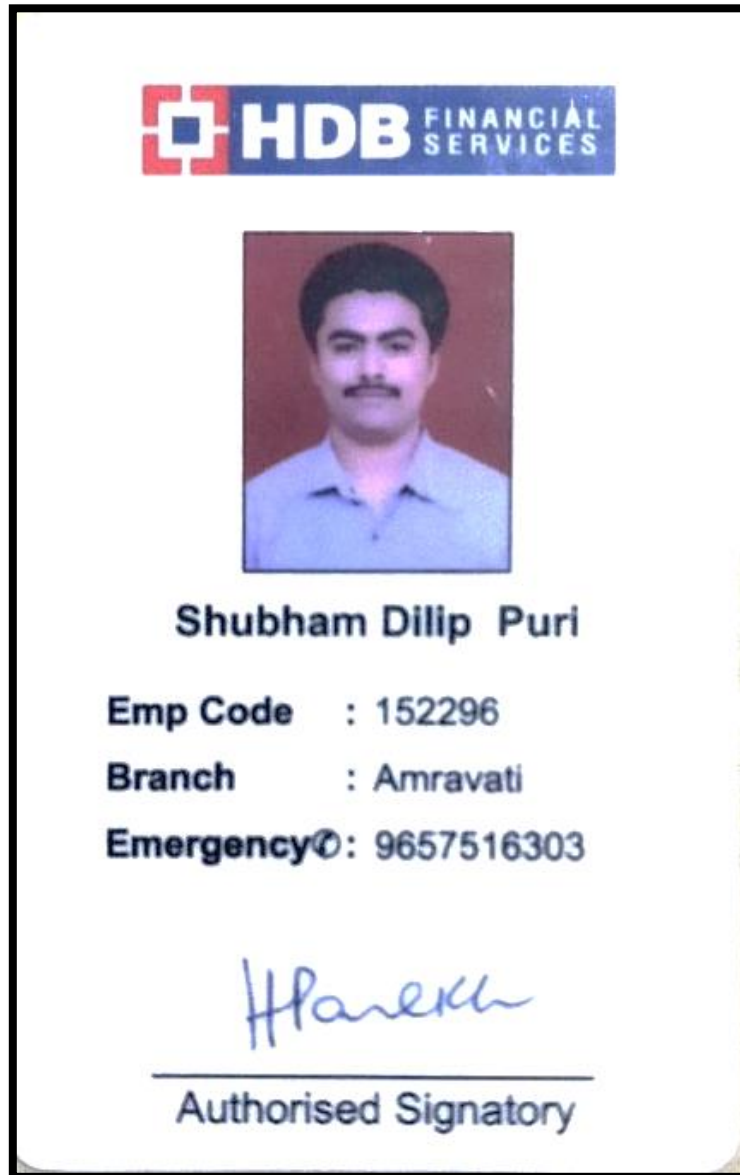 HDB FINANCIAL SERVICES
Shubham Dilip Puri
Emp Code : 152296
Branch : Amravati
Emergency✆: 9657516303
HParekh
Authorised Signatory